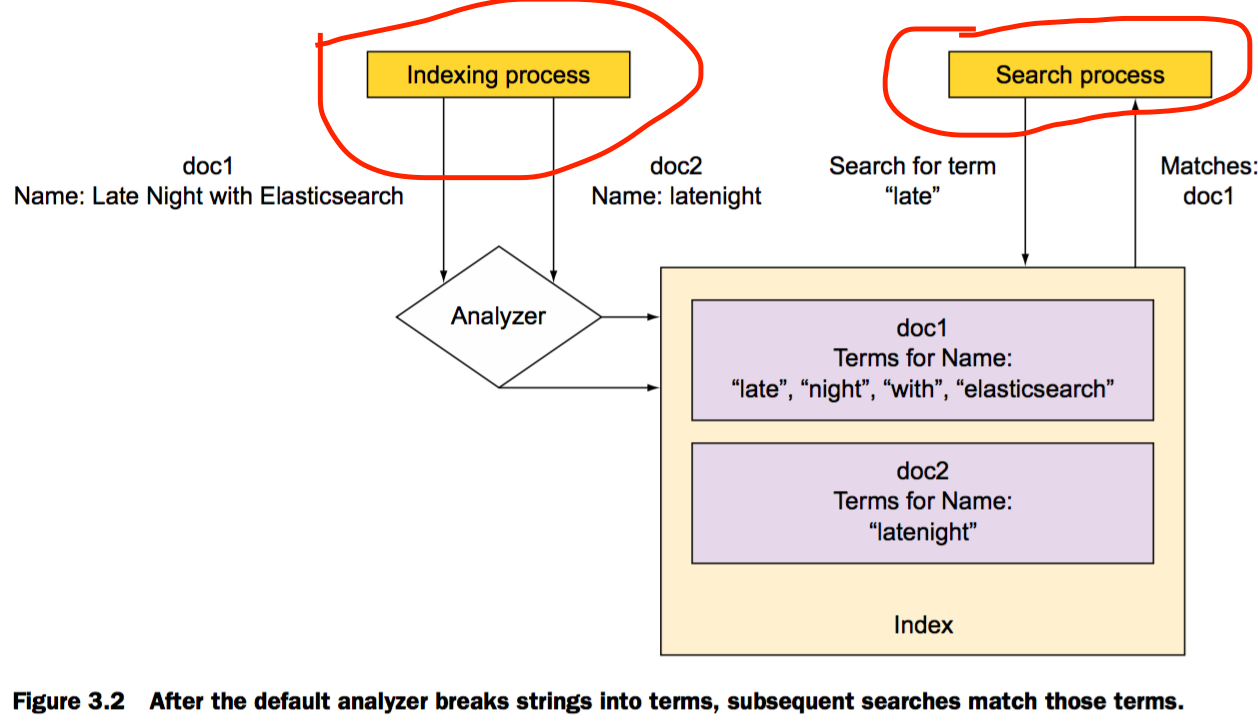 Indexing process
Search process
doc1
Name: Late Night with Elasticsearch
doc2
Name: latenight
Search for term
“late”
Matches:
doc1
Analyzer
doc1
Terms for Name:
“late”, “night”, “with”, “elasticsearch”
doc2
Terms for Name:
“latenight”
Index
Figure 3.2 After the default analyzer breaks strings into terms, subsequent searches match those terms.